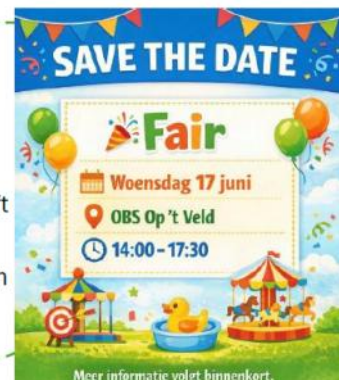 SAVE THE DATE
Fair
Woensdag 17 juni
OBS Op 't Veld
14:00-17:30
Meer informatie volgt binnenkort.